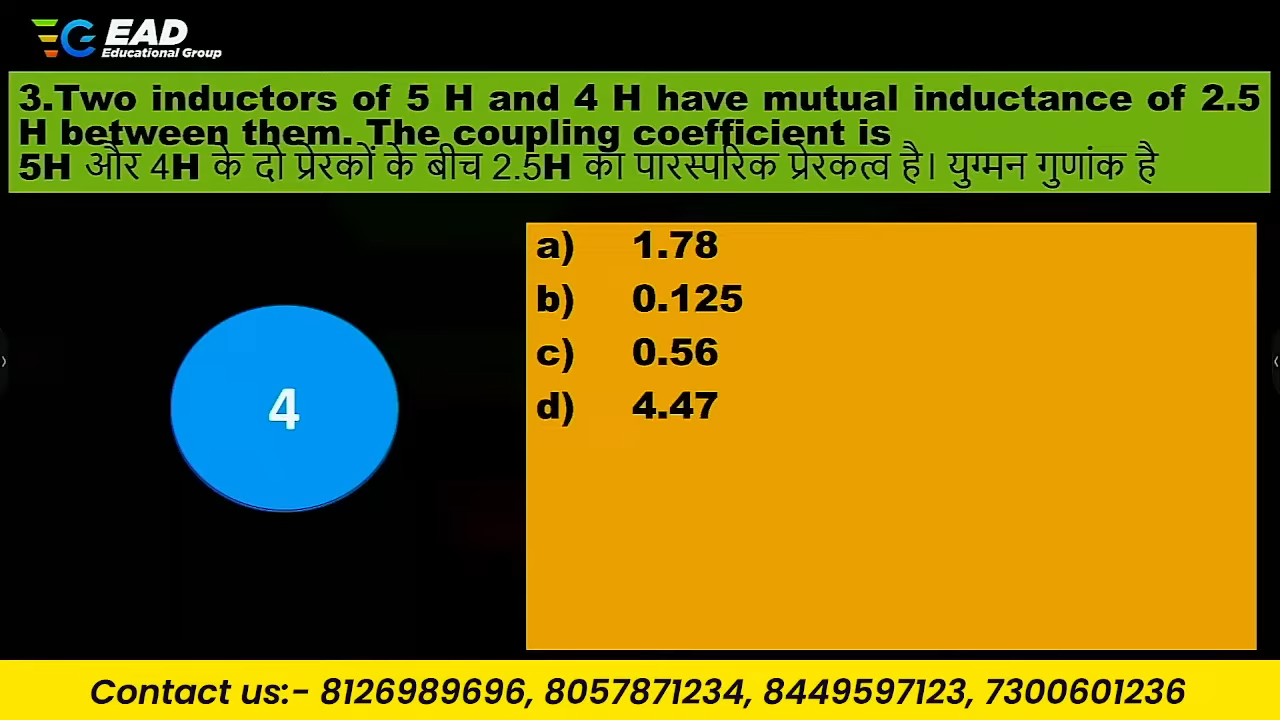 EAD
Educational Group
3.Two inductors of 5 H and 4 H have mutual inductance of 2.5
H between them. The coupling coefficient is
5H और 4H के दो प्रेरकों के बीच 2.5H का पारस्परिक प्रेरकत्व है। युग्मन गुणांक है
a) 1.78
b) 0.125
c) 0.56
d) 4.47
4
Contact us:- 8126989696, 8057871234, 8449597123, 7300601236